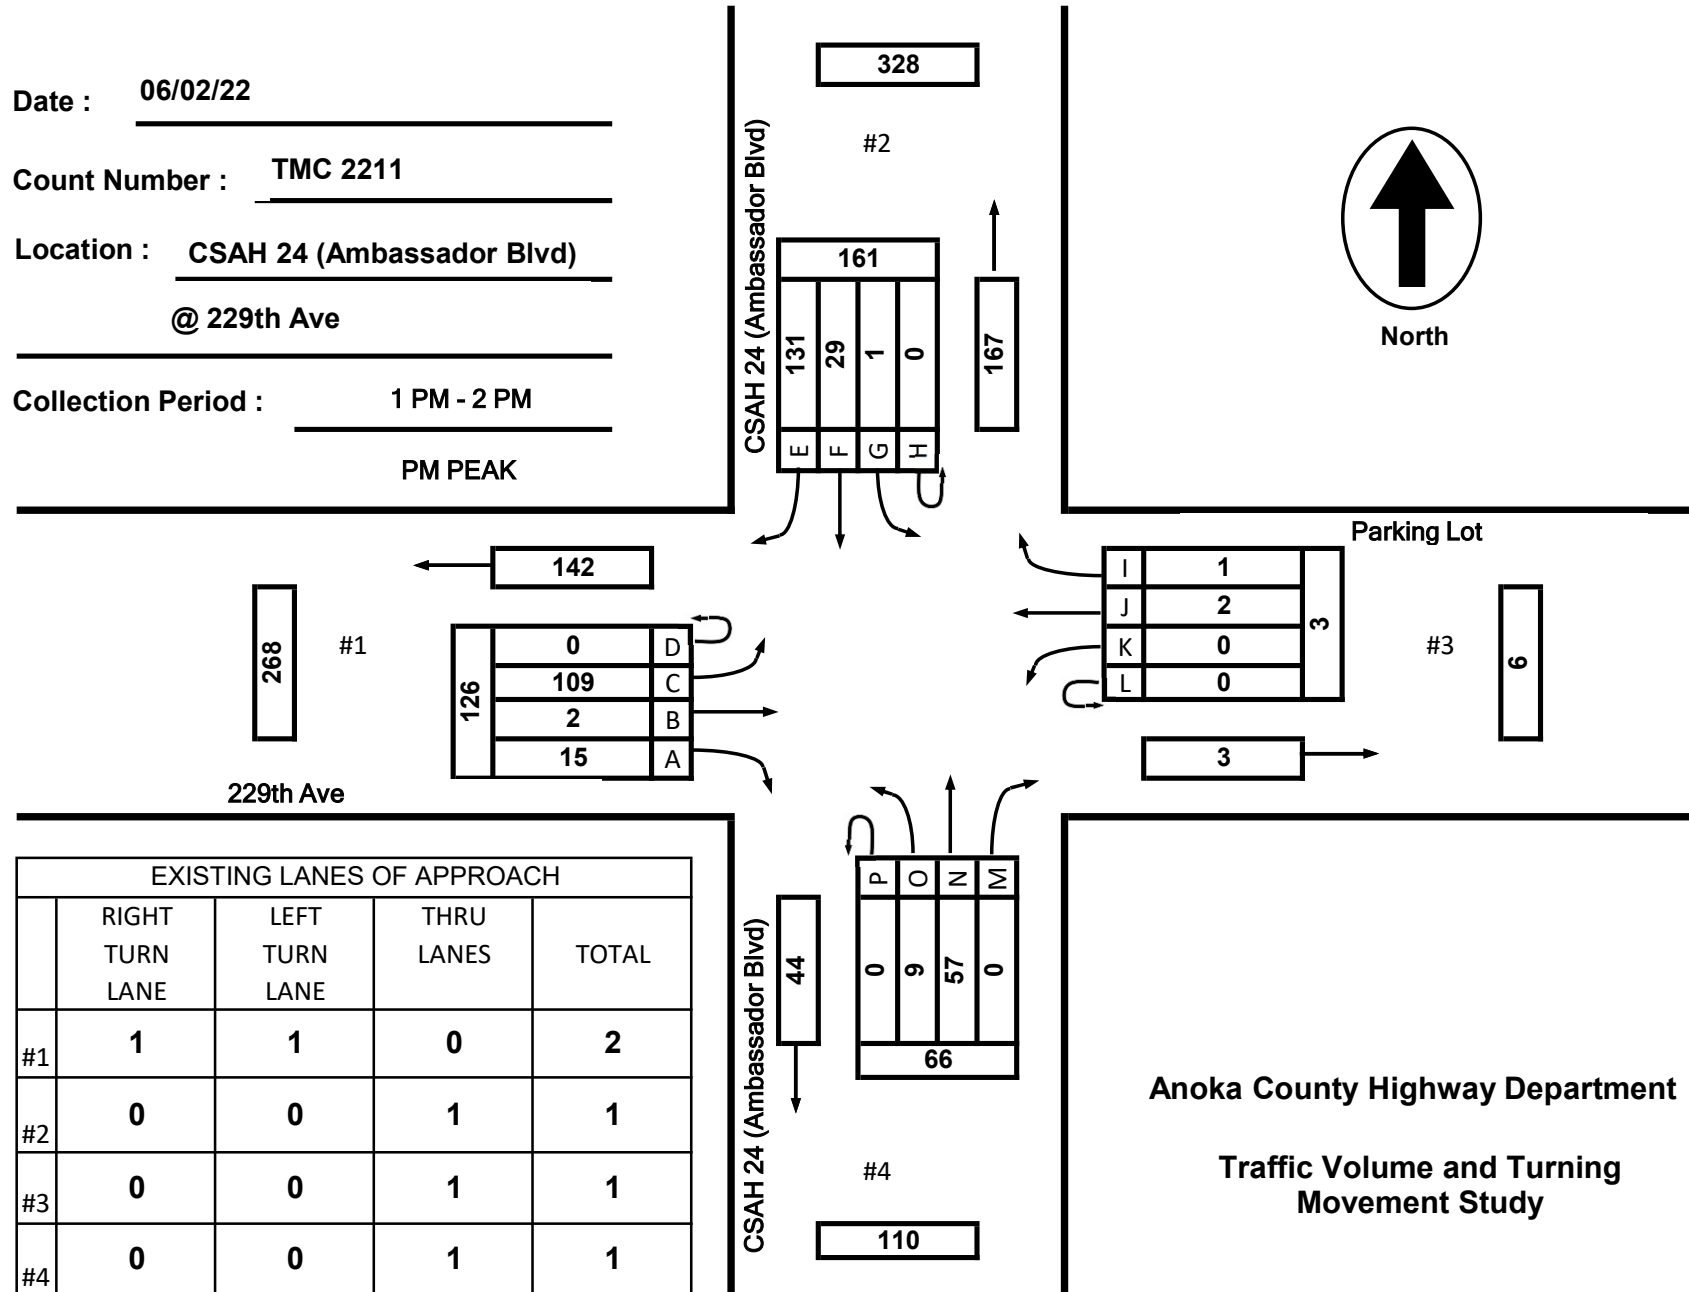 Date : 06/02/22
Count Number : TMC 2211
Location : CSAH 24 (Ambassador Blvd)
@ 229th Ave
Collection Period : 1 PM - 2 PM
PM PEAK
328
#2
CSAH 24 (Ambassador Blvd)
161
131 29 1 0
E F G H
167
North
142
268
#1
126
0 D
109 C
2 B
15 A
229th Ave
Parking Lot
I 1
J 2
K 0
L 0
3
#3
6
3
EXISTING LANES OF APPROACH
RIGHT TURN LANE
LEFT TURN LANE
THRU LANES
TOTAL
#1 1 1 0 2
#2 0 0 1 1
#3 0 0 1 1
#4 0 0 1 1
CSAH 24 (Ambassador Blvd)
44
P O N M
0 9 57 0
66
#4
110
Anoka County Highway Department
Traffic Volume and Turning
Movement Study